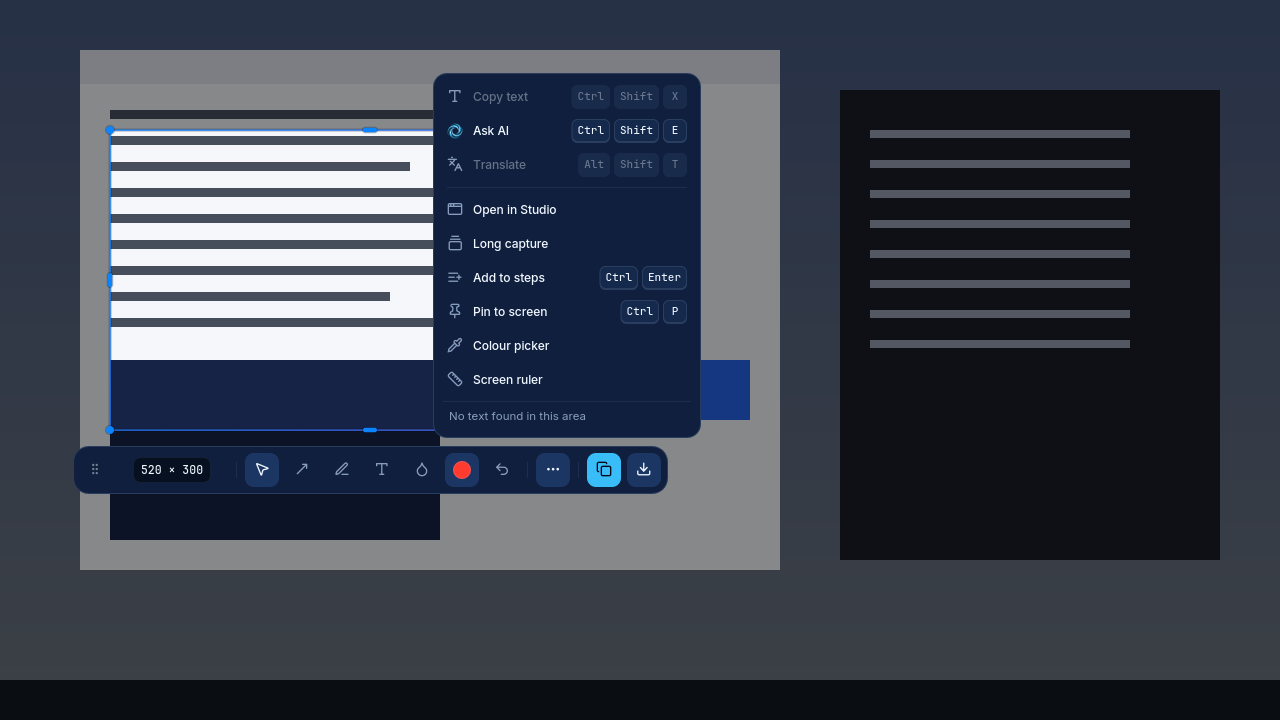 Copy text Ctrl Shift X
Ask AI Ctrl Shift E
Translate Alt Shift T
Open in Studio
Long capture
Add to steps Ctrl Enter
Pin to screen Ctrl P
Colour picker
Screen ruler
No text found in this area
520 × 300